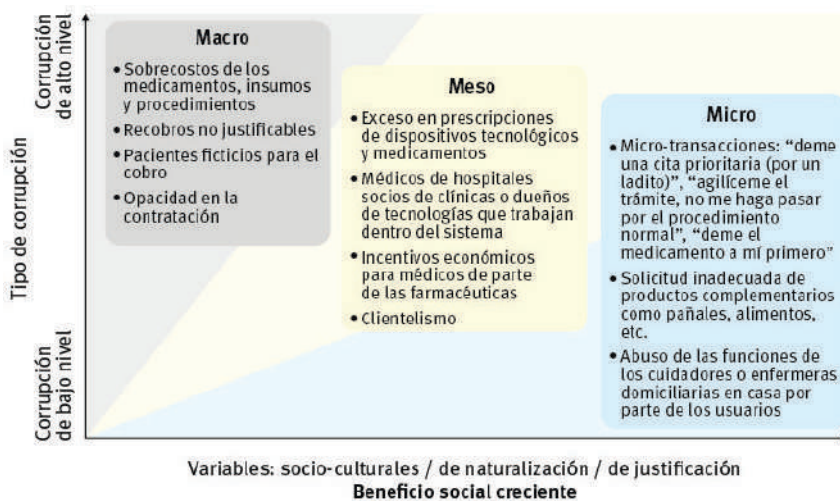 Tipo de corrupción
Corrupción
de alto nivel
Corrupción
de bajo nivel
Macro
• Sobrecostos de los
medicamentos, insumos
y procedimientos
• Recobros no justificables
• Pacientes ficticios para el
cobro
• Opacidad en la
contratación
Meso
• Exceso en prescripciones
de dispositivos tecnológicos
y medicamentos
• Médicos de hospitales
socios de clínicas o dueños
de tecnologías que trabajan
dentro del sistema
• Incentivos económicos
para médicos de parte
de las farmacéuticas
• Clientelismo
Micro
• Micro-transacciones: “deme
una cita prioritaria (por un
ladito)”, “agilíceme el
trámite, no me haga pasar
por el procedimiento
normal”, “deme el
medicamento a mí primero”
• Solicitud inadecuada de
productos complementarios
como pañales, alimentos,
etc.
• Abuso de las funciones de
los cuidadores o enfermeras
domiciliarias en casa por
parte de los usuarios
Variables: socio-culturales / de naturalización / de justificación
Beneficio social creciente